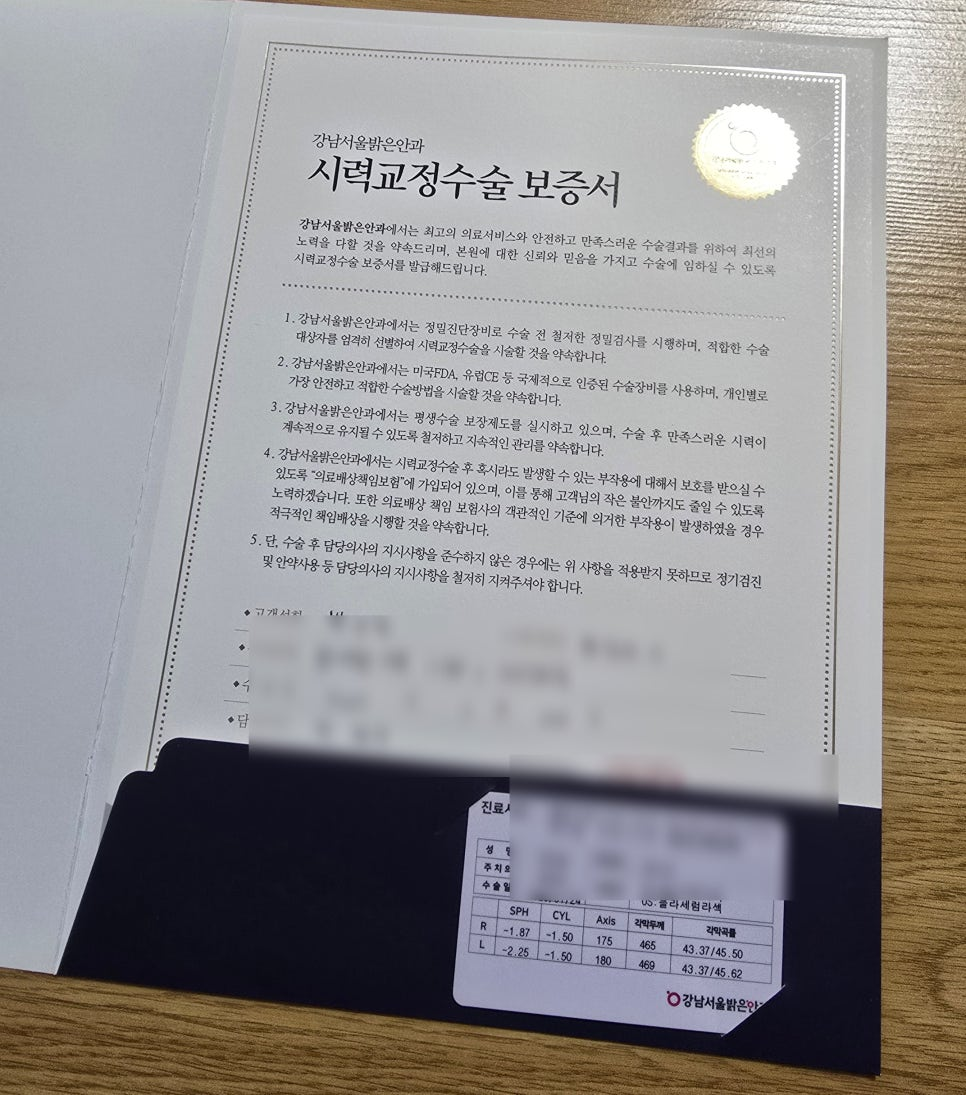 강남서울밝은안과
시력교정수술 보증서
강남서울밝은안과에서는 최고의 의료서비스와 안전하고 만족스러운 수술결과를 위하여 최선의
노력을 다할 것을 약속드리며, 본원에 대한 신뢰와 믿음을 가지고 수술에 임하실 수 있도록
시력교정수술 보증서를 발급해드립니다.
1. 강남서울밝은안과에서는 정밀진단장비로 수술 전 철저한 정밀검사를 시행하며, 적합한 수술
대상자를 엄격히 선별하여 시력교정수술을 시술할 것을 약속합니다.
2. 강남서울밝은안과에서는 미국FDA, 유럽CE 등 국제적으로 인증된 수술장비를 사용하며, 개인별로
가장 안전하고 적합한 수술방법을 시술할 것을 약속합니다.
3. 강남서울밝은안과에서는 평생수술 보장제도를 실시하고 있으며, 수술 후 만족스러운 시력이
계속적으로 유지될 수 있도록 철저하고 지속적인 관리를 약속합니다.
4. 강남서울밝은안과에서는 시력교정수술 후 혹시라도 발생할 수 있는 부작용에 대해서 보호를 받으실 수
있도록 "의료배상책임보험"에 가입되어 있으며, 이를 통해 고객님의 작은 불안까지도 줄일 수 있도록
노력하겠습니다. 또한 의료배상 책임 보험사의 객관적인 기준에 의거한 부작용이 발생하였을 경우
적극적인 책임배상을 시행할 것을 약속합니다.
5. 단, 수술 후 담당의사의 지시사항을 준수하지 않은 경우에는 위 사항을 적용받지 못하므로 정기검진
및 안약사용 등 담당의사의 지시사항을 철저히 지켜주셔야 합니다.
진료
성
주치의
수술일 OS: 올라세럼라색
SPH CYL Axis 각막두께 각막곡률
R -1.87 -1.50 175 465 43.37/45.50
L -2.25 -1.50 180 469 43.37/45.62
강남서울밝은안